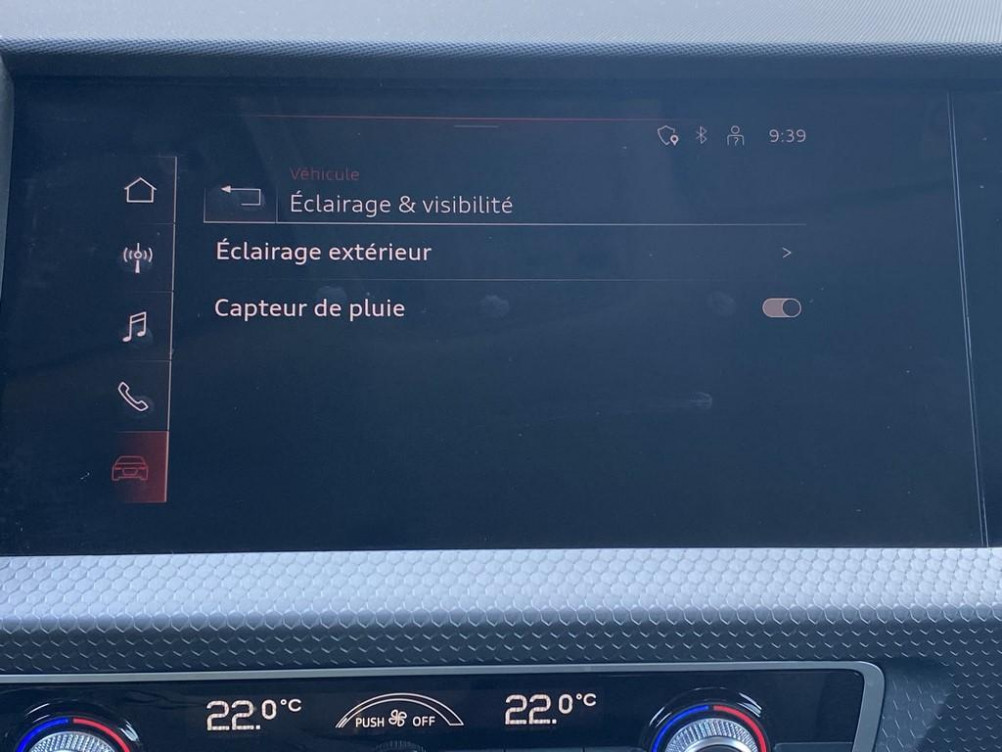 9:39
Véhicule
Éclairage & visibilité
Éclairage extérieur >
Capteur de pluie
22.0°C PUSH OFF 22.0°C